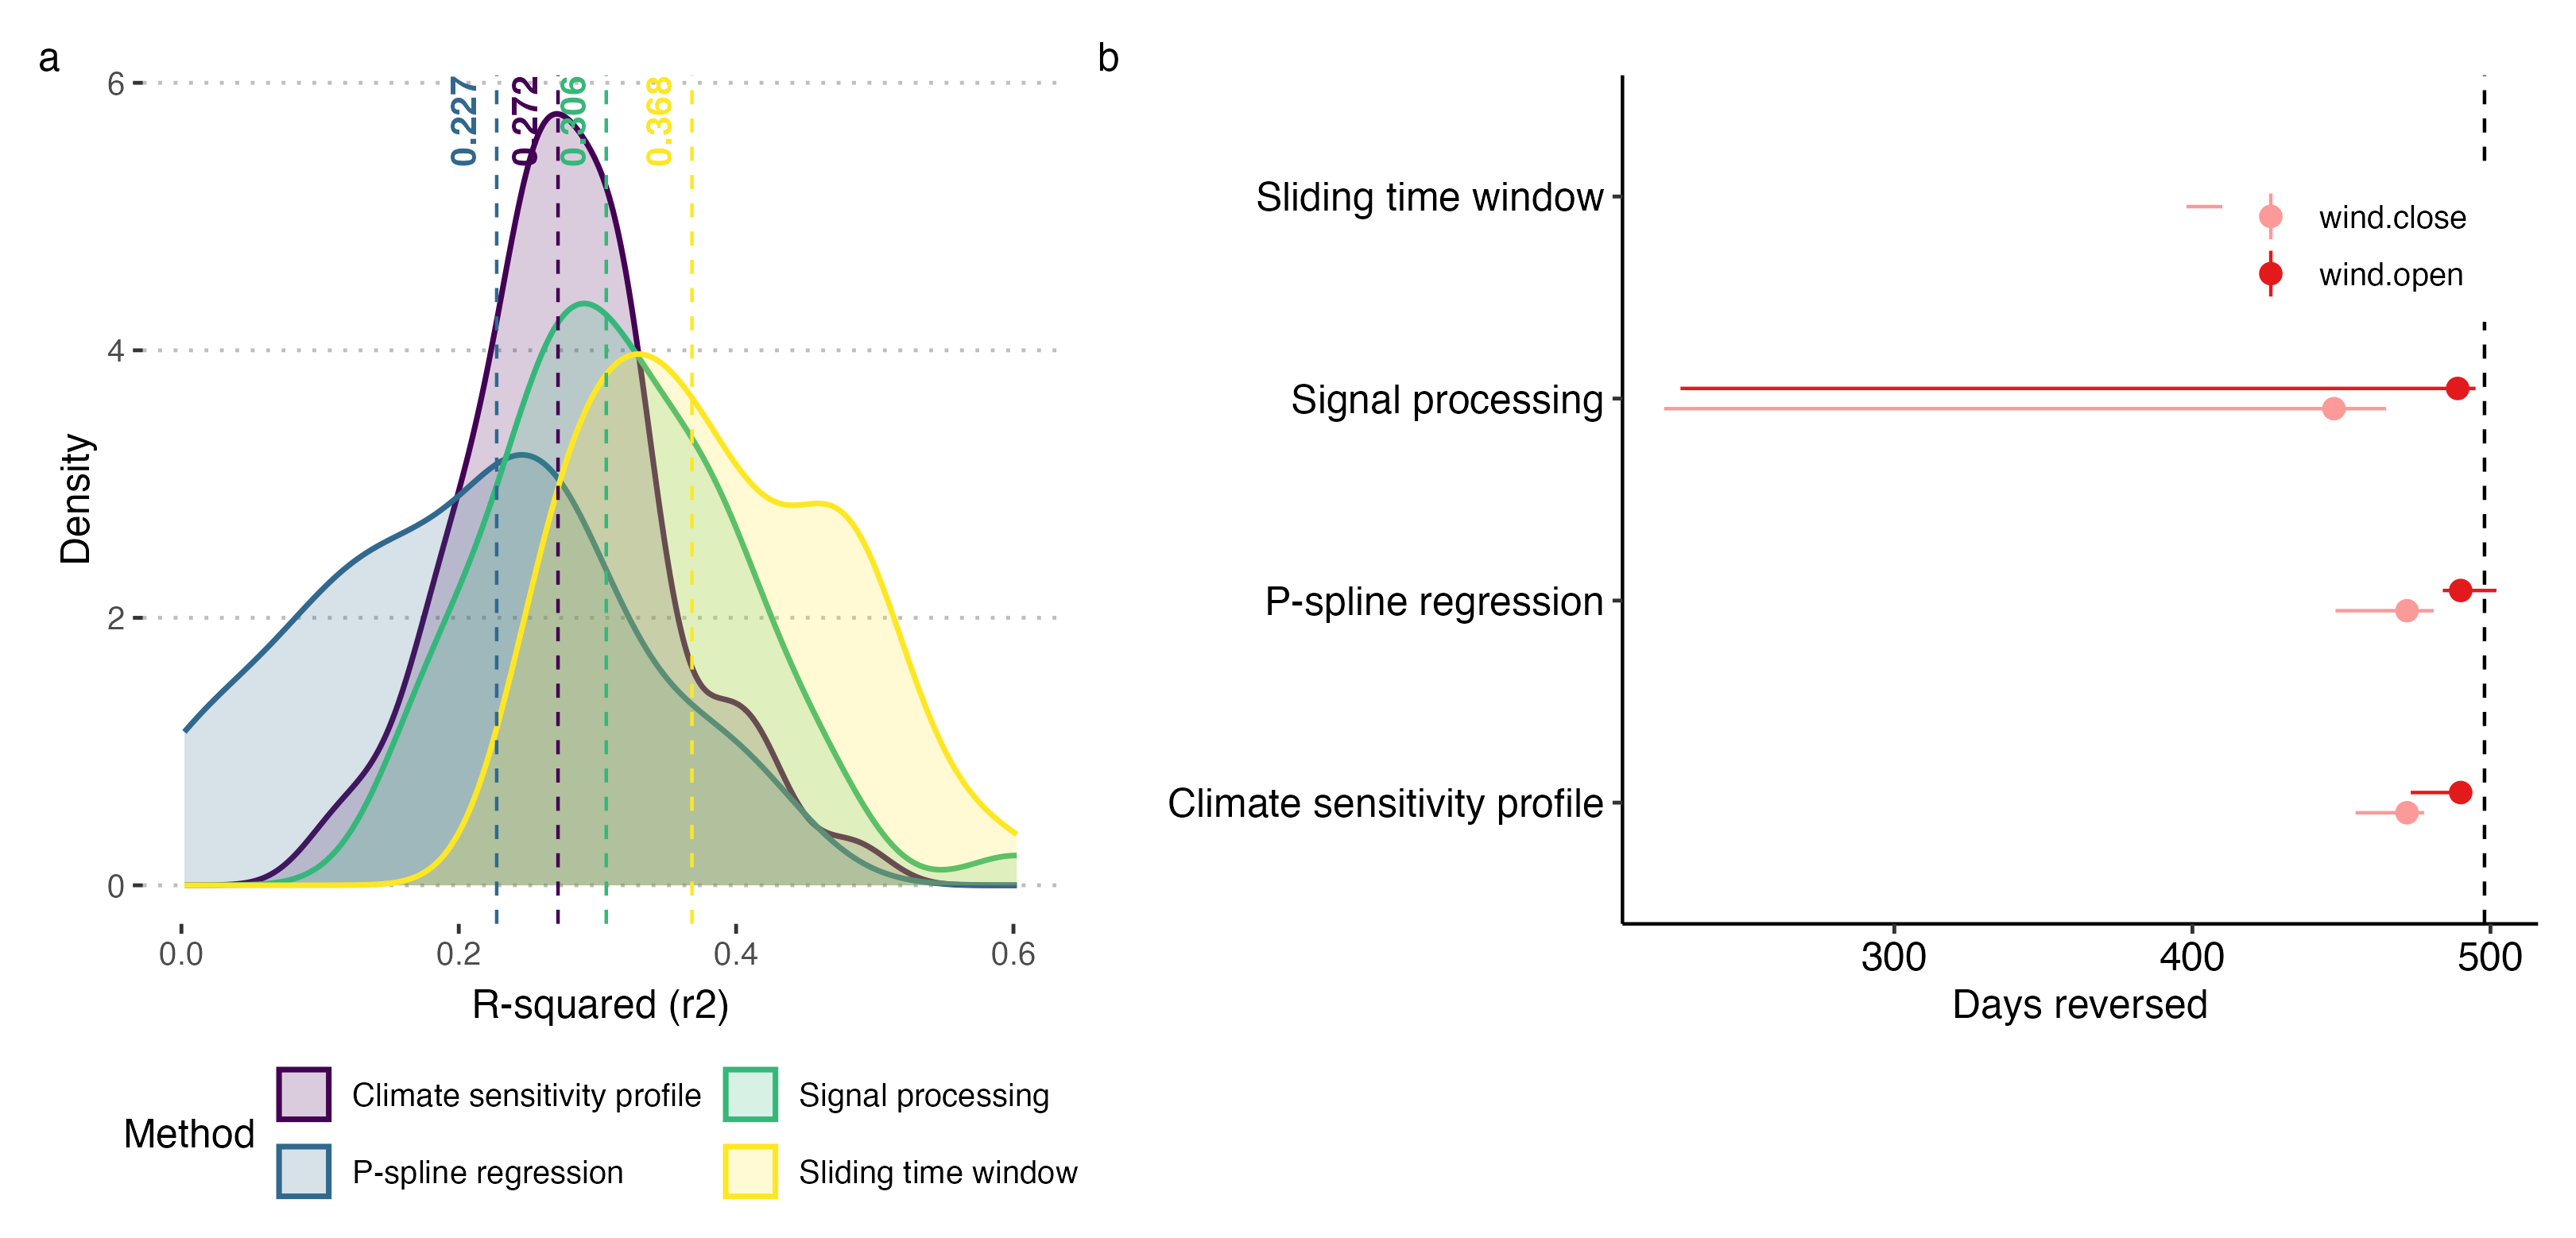 a
6
4
2
0
Density
0.227
0.272
0.306
0.368
0.0 0.2 0.4 0.6
R-squared (r2)
Method
Climate sensitivity profile
P-spline regression
Signal processing
Sliding time window
b
Sliding time window
Signal processing
P-spline regression
Climate sensitivity profile
wind.close
wind.open
300 400 500
Days reversed